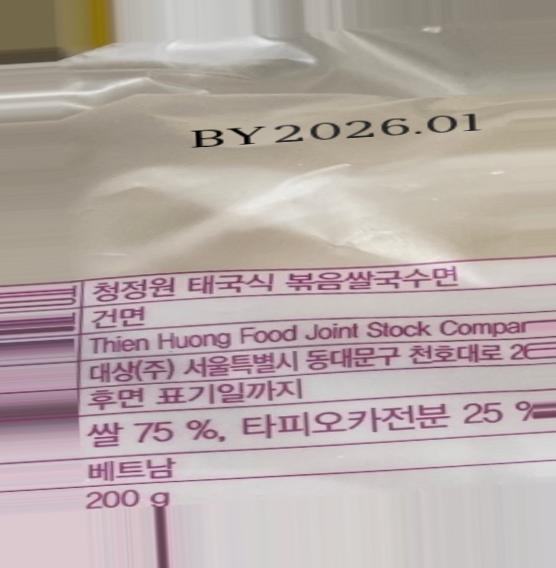 BY 2026.01
청정원 태국식 볶음쌀국수면
건면
Thien Huong Food Joint Stock Compar
대상(주) 서울특별시 동대문구 천호대로 26
후면 표기일까지
쌀 75 %, 타피오카전분 25 %
베트남
200 g